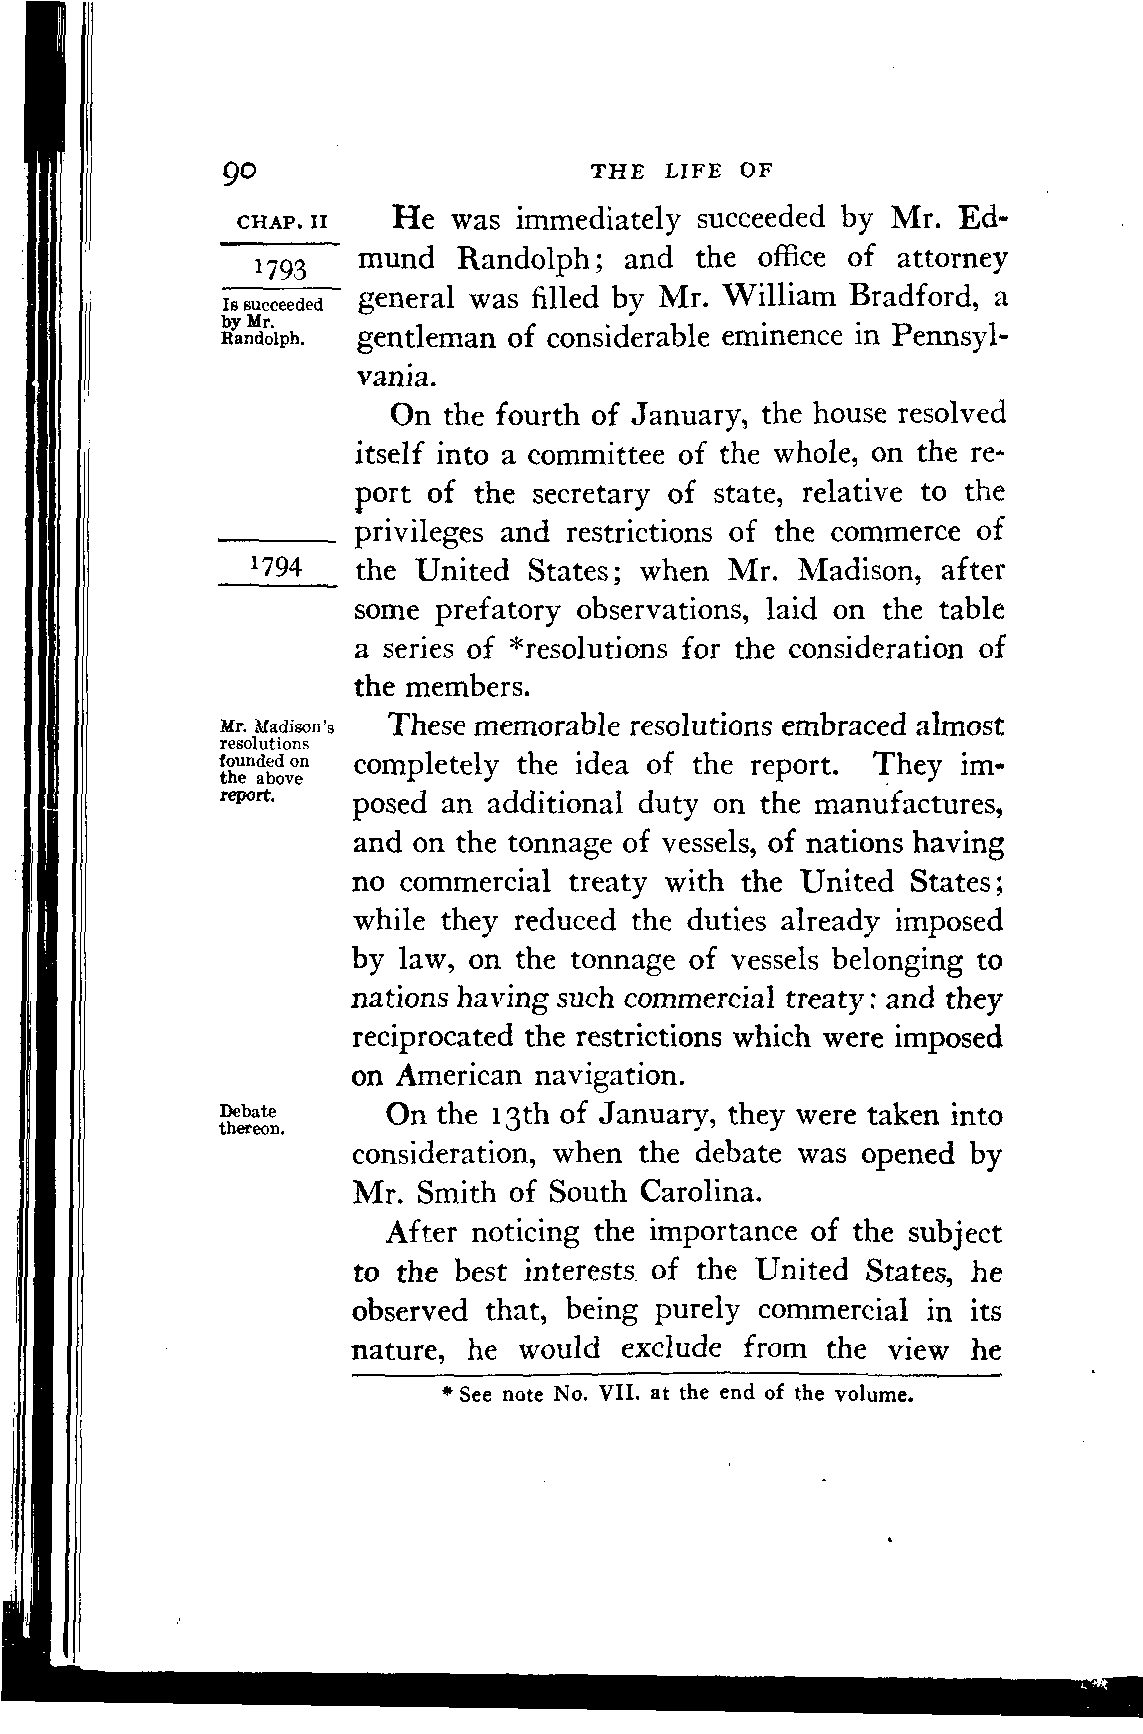 90 THE LIFE OF
CHAP. II
1793
Is succeeded
by Mr.
Randolph.
He was immediately succeeded by Mr. Ed-
mund Randolph; and the office of attorney
general was filled by Mr. William Bradford, a
gentleman of considerable eminence in Pennsyl-
vania.
On the fourth of January, the house resolved
itself into a committee of the whole, on the re-
port of the secretary of state, relative to the
privileges and restrictions of the commerce of
1794
the United States; when Mr. Madison, after
some prefatory observations, laid on the table
a series of *resolutions for the consideration of
the members.
Mr. Madison's
resolutions
founded on
the above
report.
These memorable resolutions embraced almost
completely the idea of the report. They im-
posed an additional duty on the manufactures,
and on the tonnage of vessels, of nations having
no commercial treaty with the United States;
while they reduced the duties already imposed
by law, on the tonnage of vessels belonging to
nations having such commercial treaty: and they
reciprocated the restrictions which were imposed
on American navigation.
Debate
thereon.
On the 13th of January, they were taken into
consideration, when the debate was opened by
Mr. Smith of South Carolina.
After noticing the importance of the subject
to the best interests of the United States, he
observed that, being purely commercial in its
nature, he would exclude from the view he
* See note No. VII. at the end of the volume.